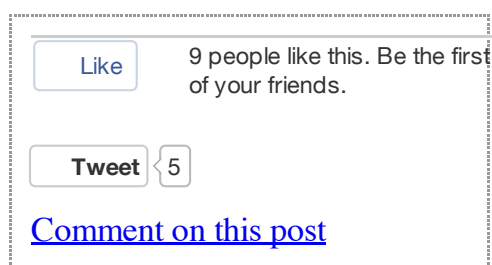 Like
9 people like this. Be the first
of your friends.
Tweet 5
Comment on this post